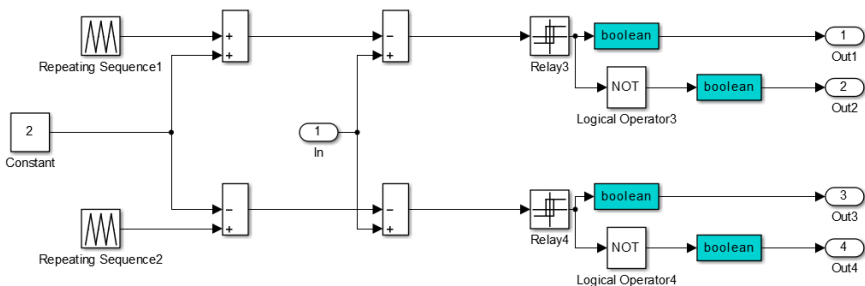 +
+
−
+
boolean
1
Out1
Repeating Sequence1
Relay3
NOT
boolean
2
Out2
Logical Operator3
2
Constant
1
In
−
+
−
+
boolean
3
Out3
Repeating Sequence2
Relay4
NOT
boolean
4
Out4
Logical Operator4